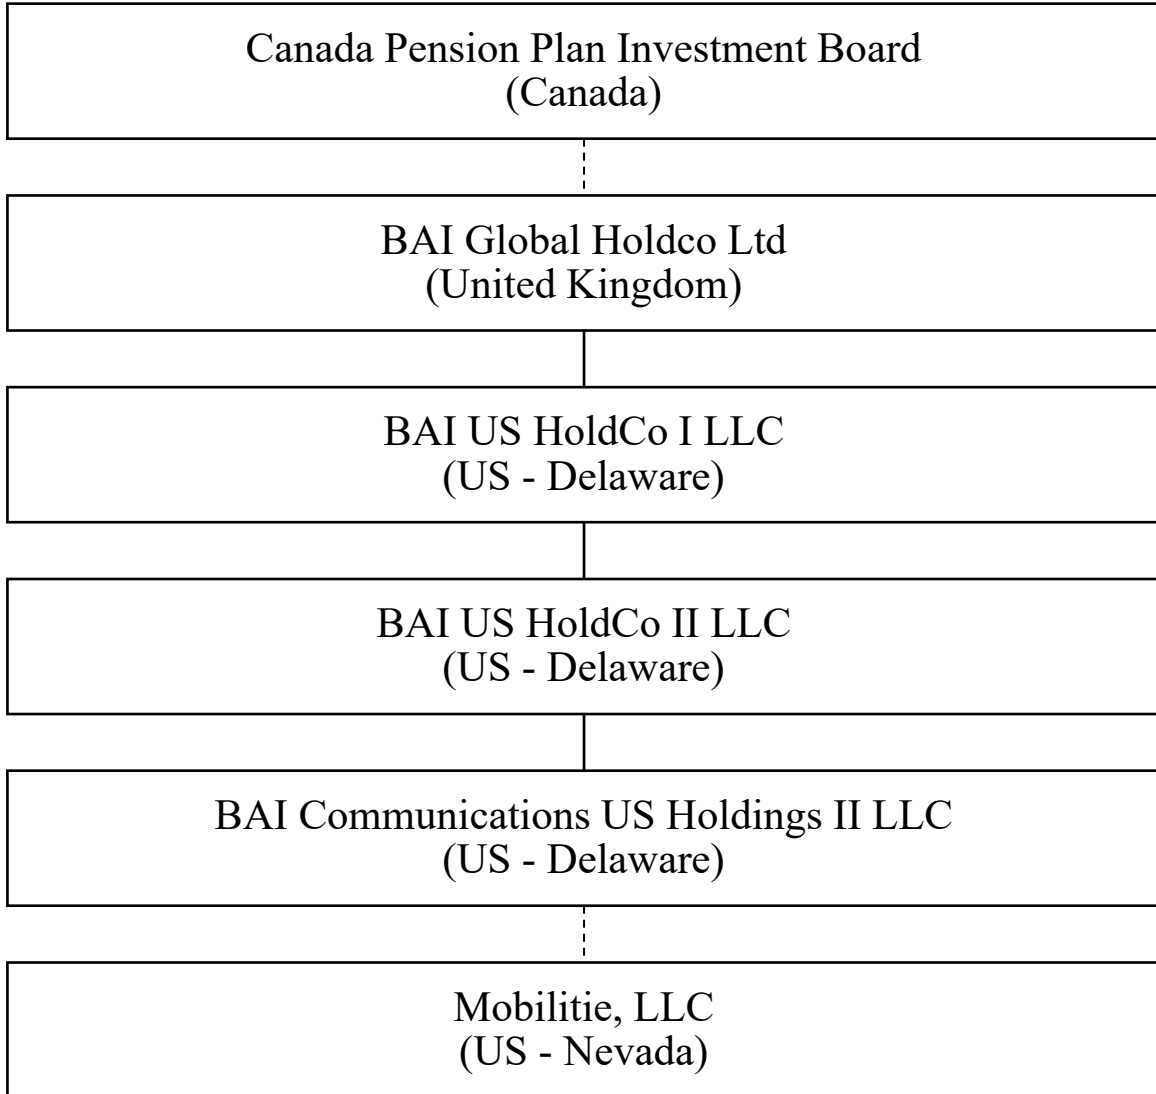 Canada Pension Plan Investment Board
(Canada)
BAI Global Holdco Ltd
(United Kingdom)
BAI US HoldCo I LLC
(US - Delaware)
BAI US HoldCo II LLC
(US - Delaware)
BAI Communications US Holdings II LLC
(US - Delaware)
Mobilitie, LLC
(US - Nevada)